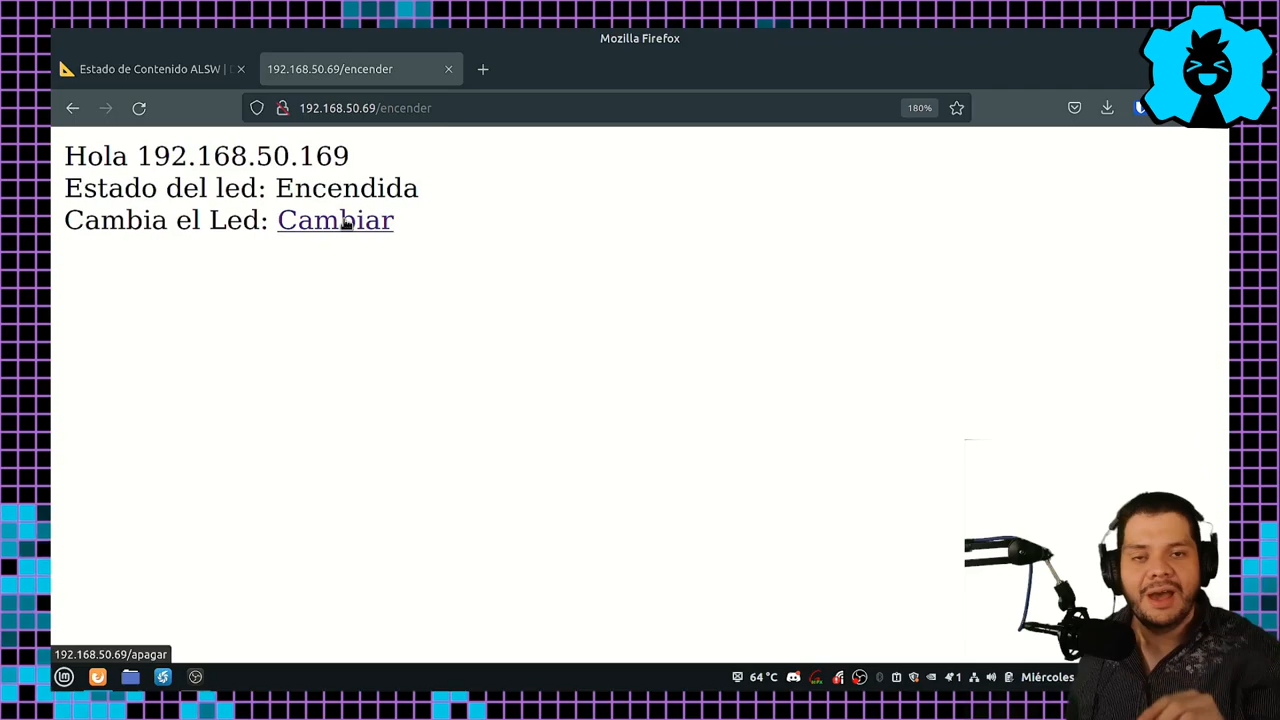 Mozilla Firefox
Estado de Contenido ALSW |
192.168.50.69/encender
192.168.50.69/encender
180%
Hola 192.168.50.169
Estado del led: Encendida
Cambia el Led: Cambiar
192.168.50.69/apagar
64°C
1
Miércoles